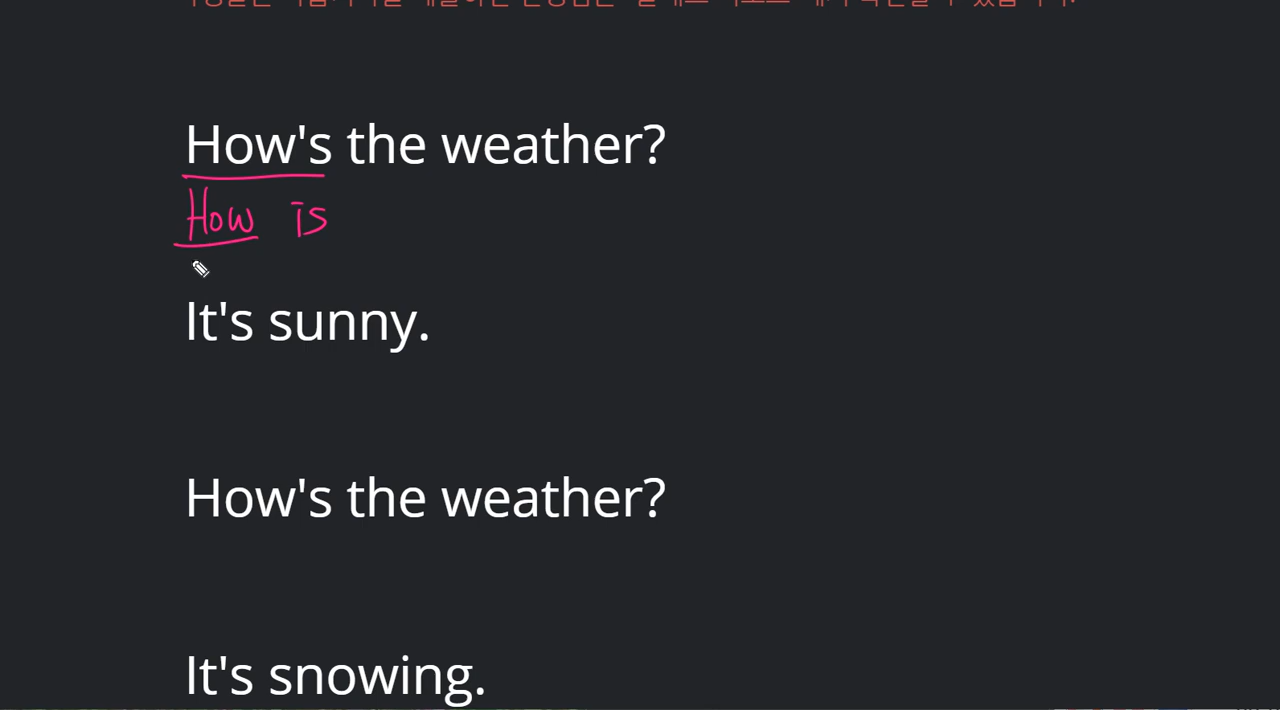 How's the weather?
How is
It's sunny.
How's the weather?
It's snowing.